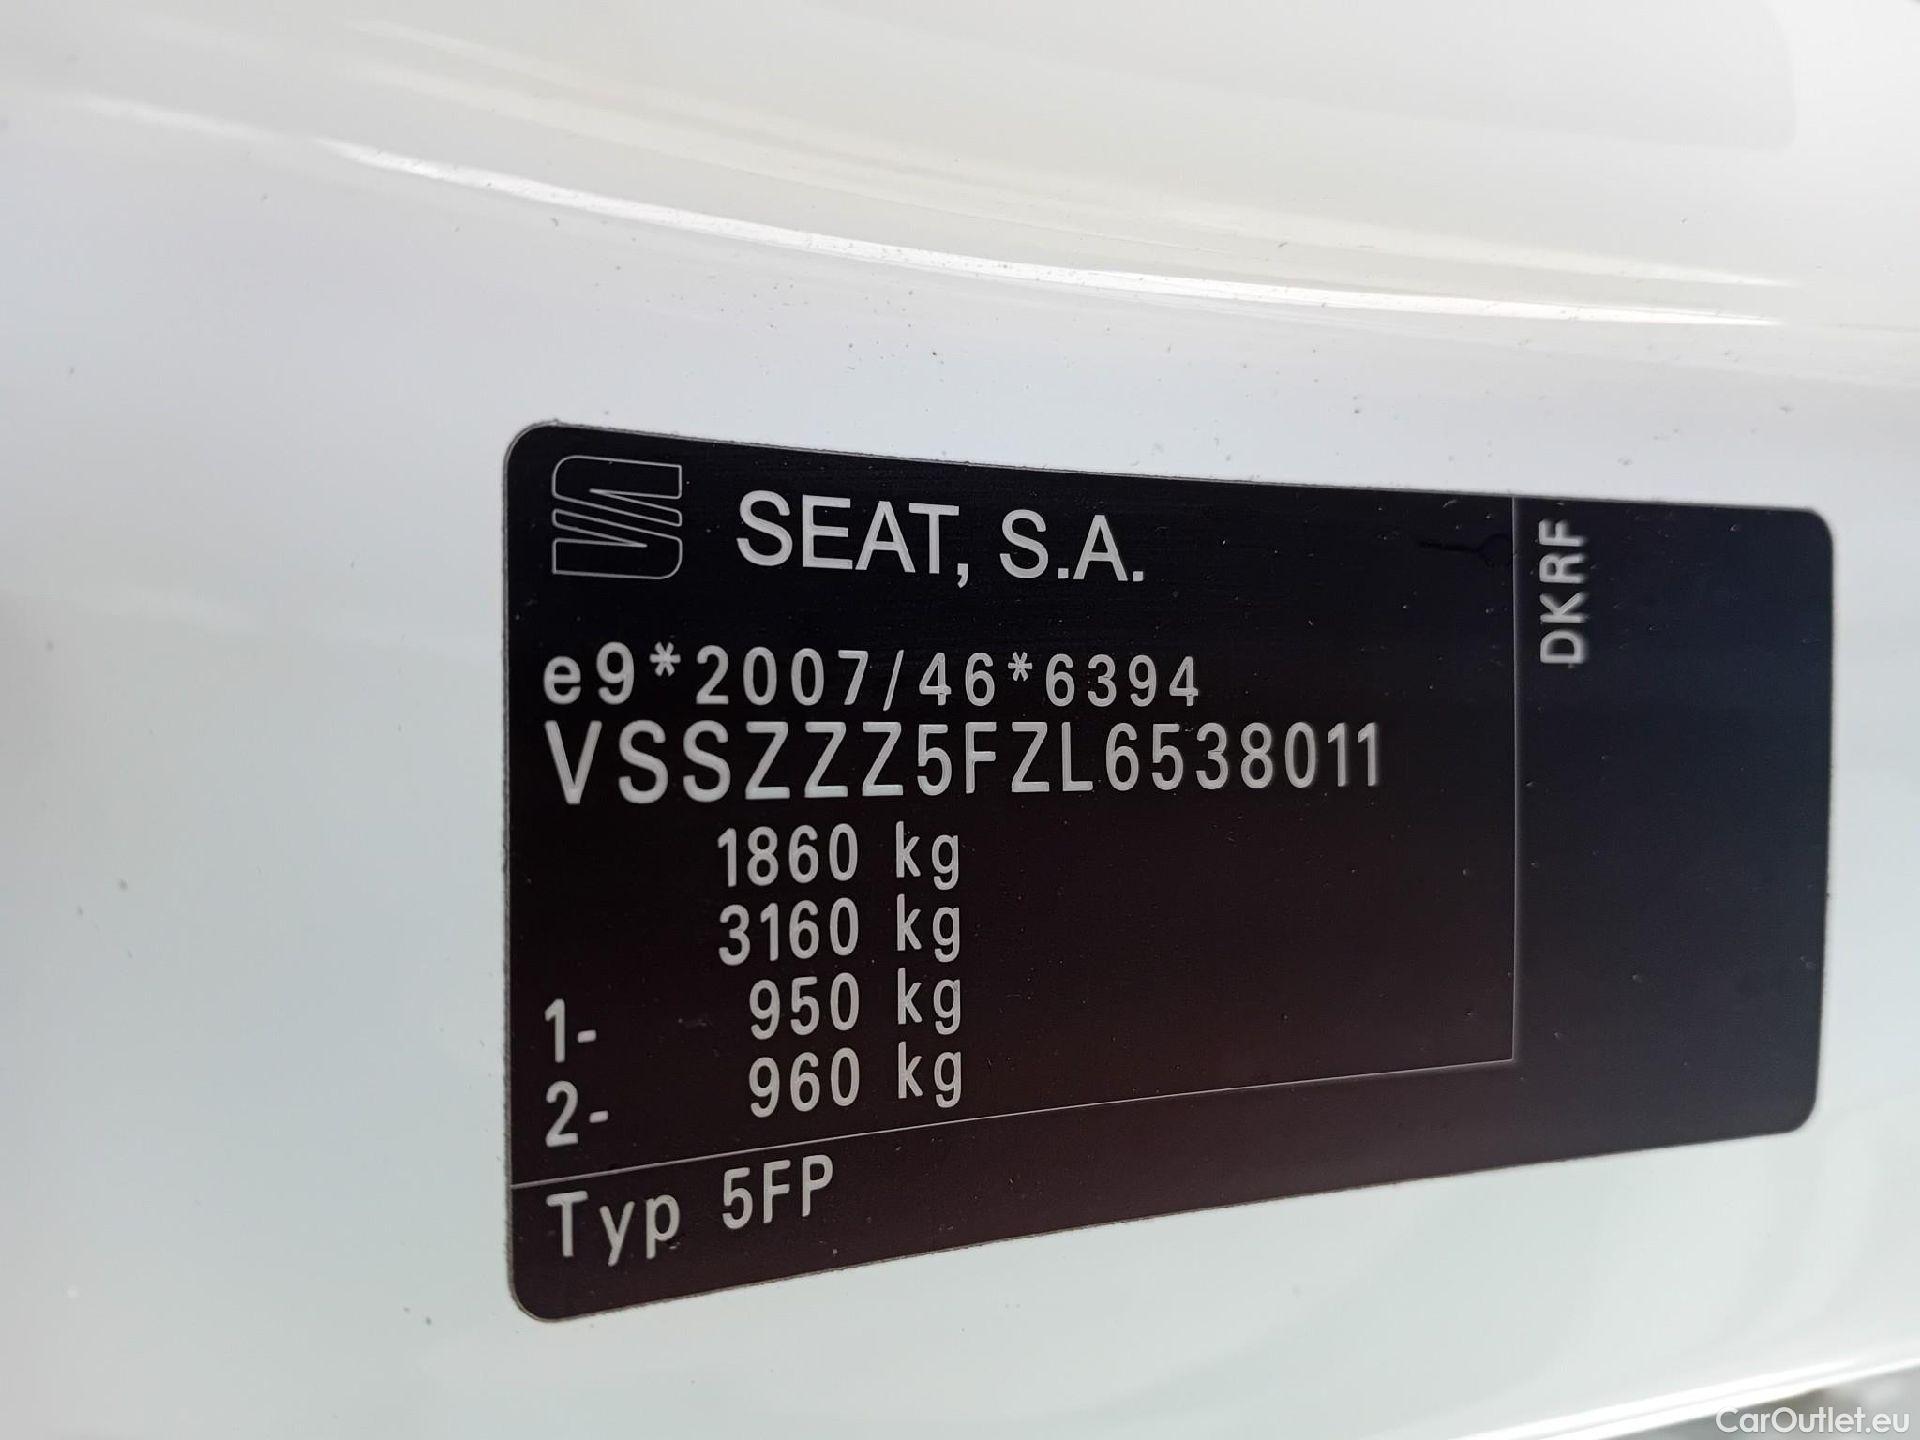 SEAT, S.A.
e9*2007/46*6394
VSSZZZ5FZL6538011
1860 kg
3160 kg
1- 950 kg
2- 960 kg
Typ 5FP
DKRF
CarOutlet.eu